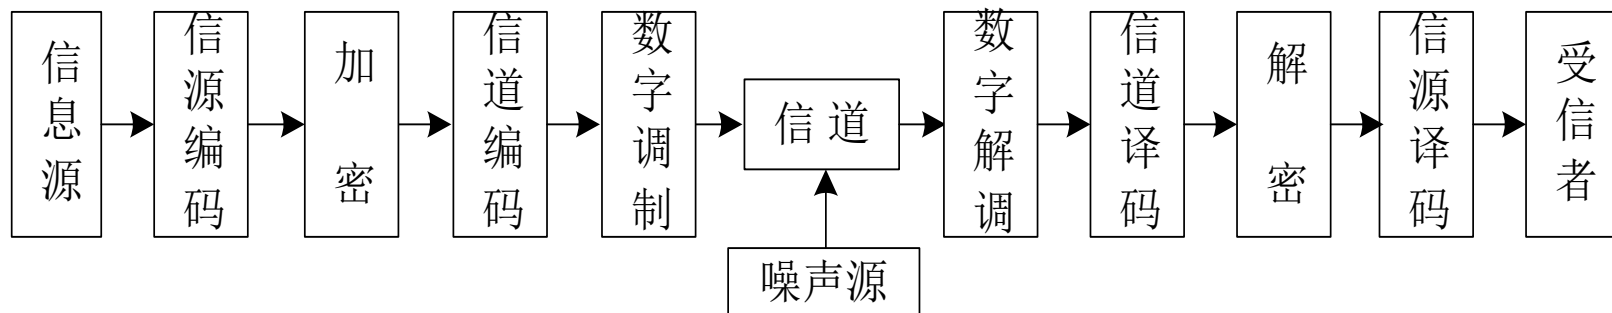 信息源
信源编码
加密
信道编码
数字调制
信道
数字解调
信道译码
解密
信源译码
受信者
噪声源